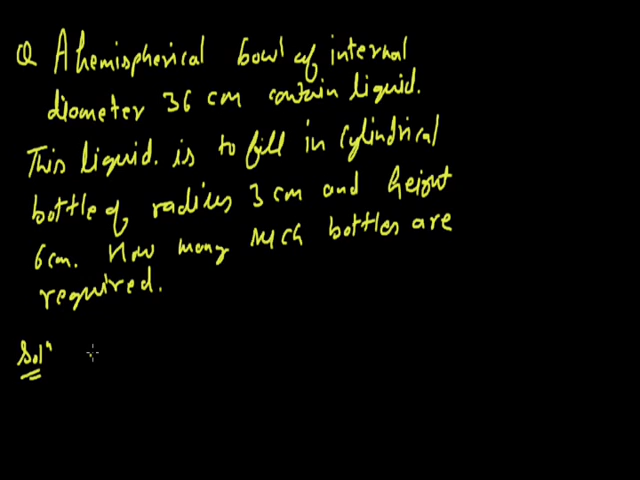 Q A hemispherical bowl of internal
diameter 36 cm contain liquid.
This liquid. is to fill in cylindrical
bottle of radius 3 cm and height
6cm. How many such bottles are
required.
Solⁿ